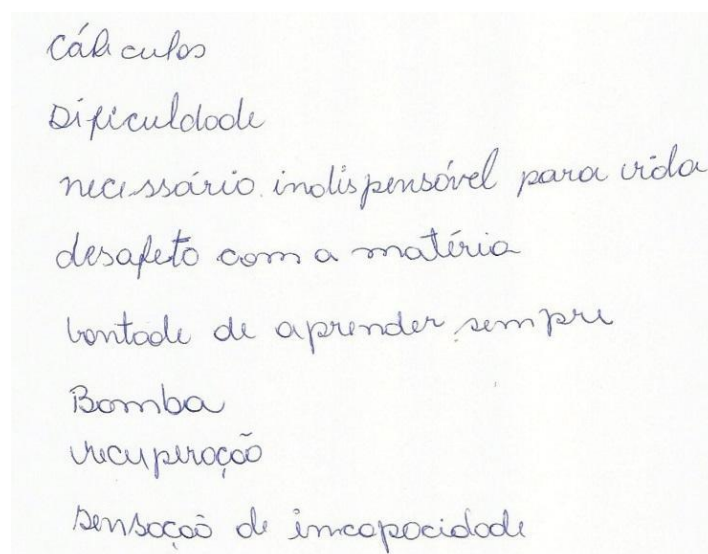 Cálculos
Dificuldade
necessário indispensável para vida
desafeto com a matéria
vontade de aprender sempre
Bomba
recuperação
sensação de incapacidade